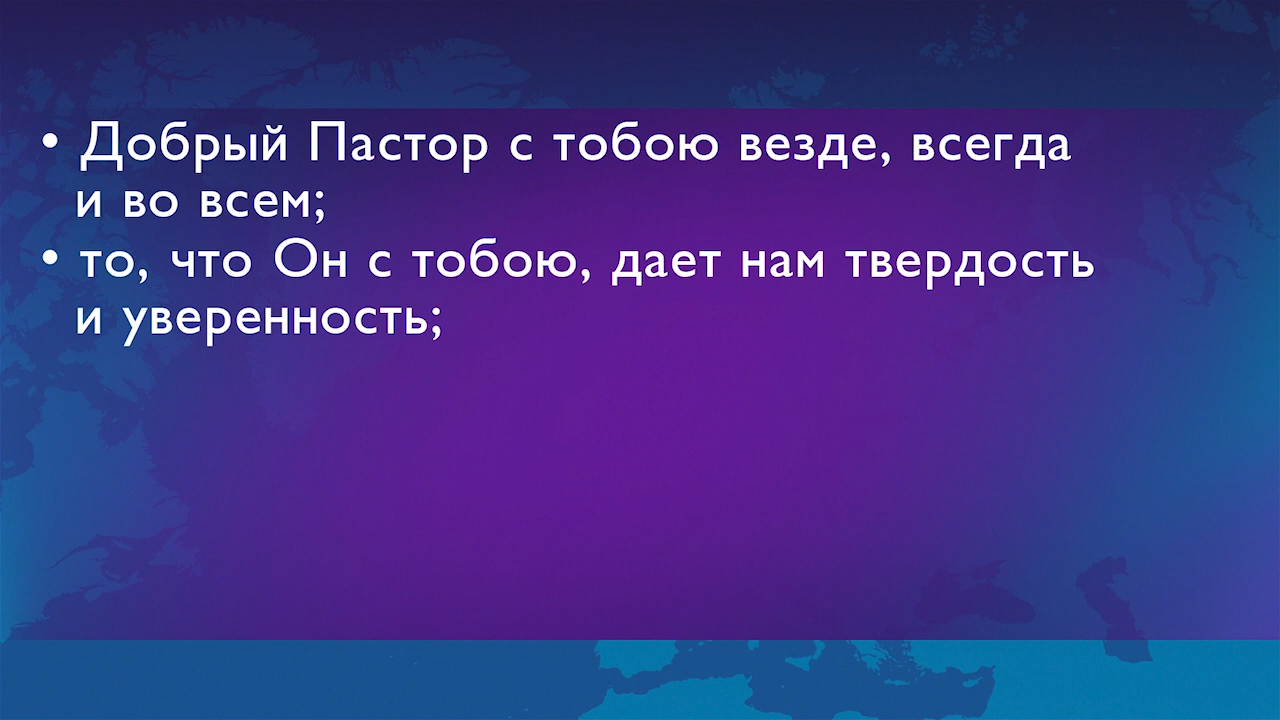 • Добрый Пастор с тобою везде, всегда
и во всем;
• то, что Он с тобою, дает нам твердость
и уверенность;